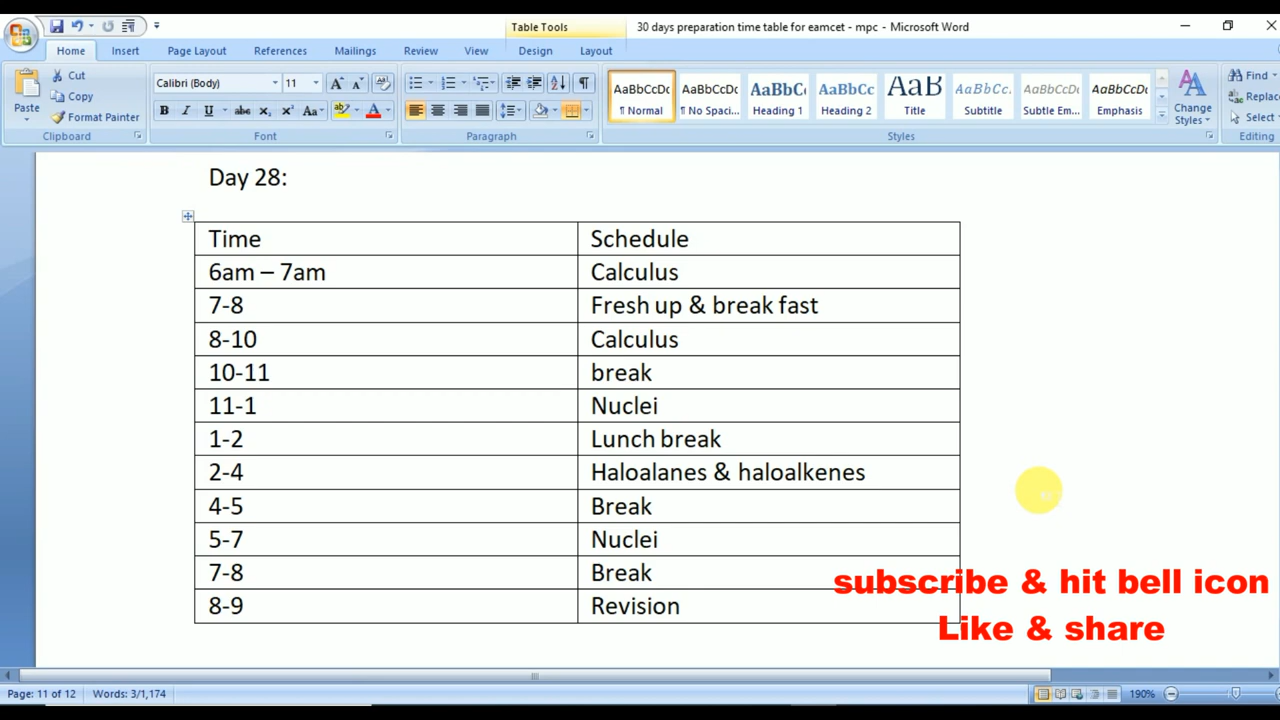 Table Tools
30 days preparation time table for eamcet - mpc - Microsoft Word
Home Insert Page Layout References Mailings Review View Design Layout
Cut
Copy
Format Painter
Paste
Clipboard
Calibri (Body) 11
Font
Paragraph
AaBbCcDc AaBbCcDc AaBbC AaBbCc AaB AaBbCc. AaBbCcDc AaBbCcDc
¶ Normal ¶ No Spaci... Heading 1 Heading 2 Title Subtitle Subtle Em... Emphasis
Change Styles
Styles
Find
Replace
Select
Editing
Day 28:
Time Schedule
6am – 7am Calculus
7-8 Fresh up & break fast
8-10 Calculus
10-11 break
11-1 Nuclei
1-2 Lunch break
2-4 Haloalanes & haloalkenes
4-5 Break
5-7 Nuclei
7-8 Break
8-9 Revision
subscribe & hit bell icon
Like & share
Page: 11 of 12 Words: 3/1,174 190%